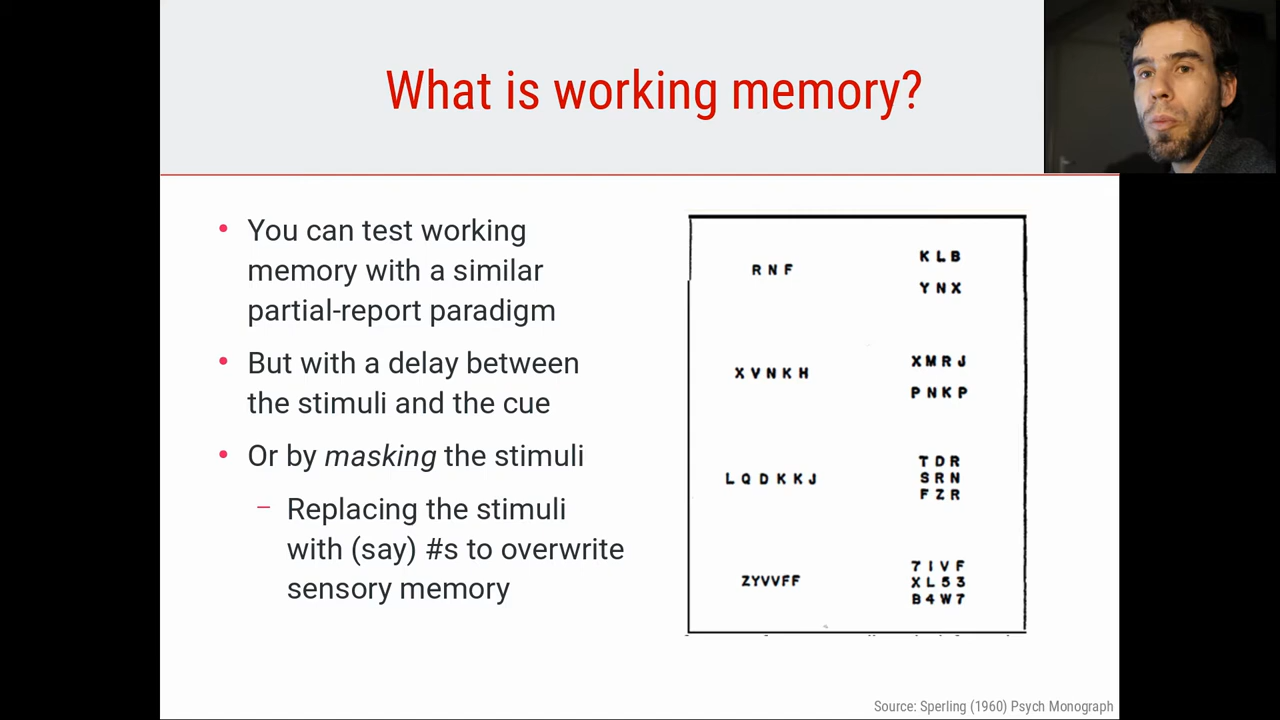 What is working memory?
• You can test working
memory with a similar
partial-report paradigm
• But with a delay between
the stimuli and the cue
• Or by masking the stimuli
– Replacing the stimuli
with (say) #s to overwrite
sensory memory
R N F
K L B
Y N X
X V N K H
X M R J
P N K P
L Q D K K J
T D R
S R N
F Z R
Z Y V V F F
7 I V F
X L 5 3
B 4 W 7
Source: Sperling (1960) Psych Monograph